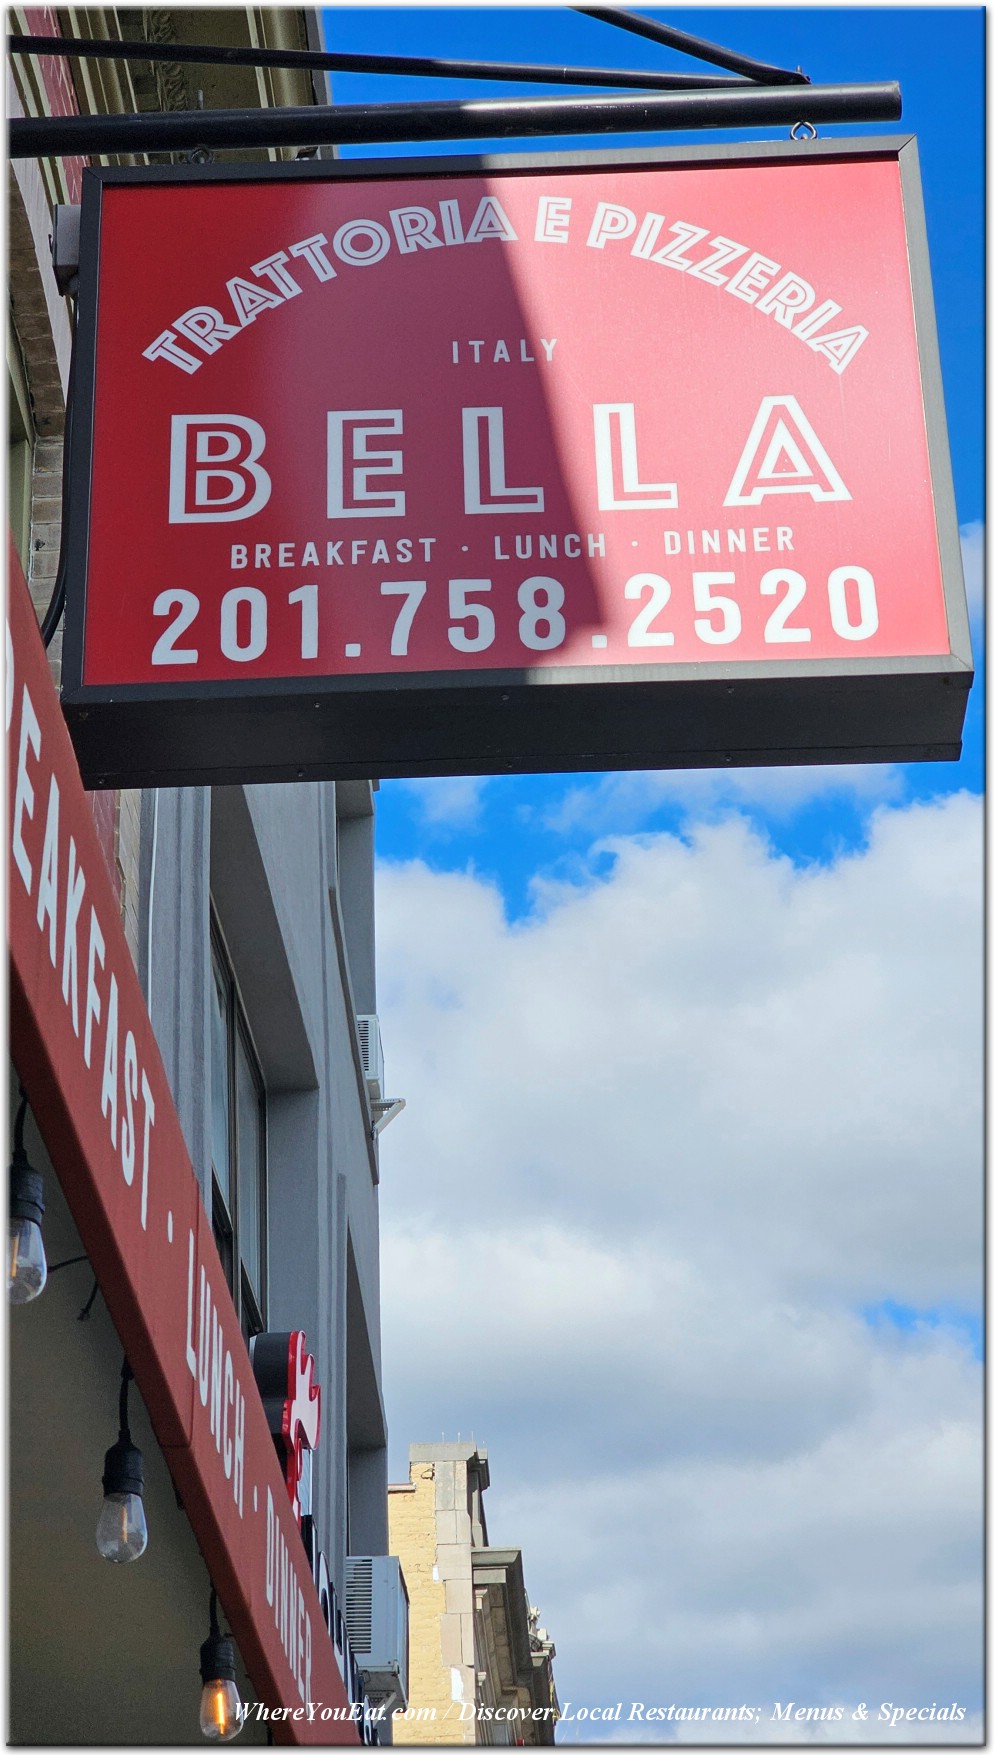 TRATTORIA E PIZZERIA
ITALY
BELLA
BREAKFAST · LUNCH · DINNER
201.758.2520
EAKFAST · LUNCH · DINNER
WhereYouEat.com / Discover Local Restaurants; Menus & Specials